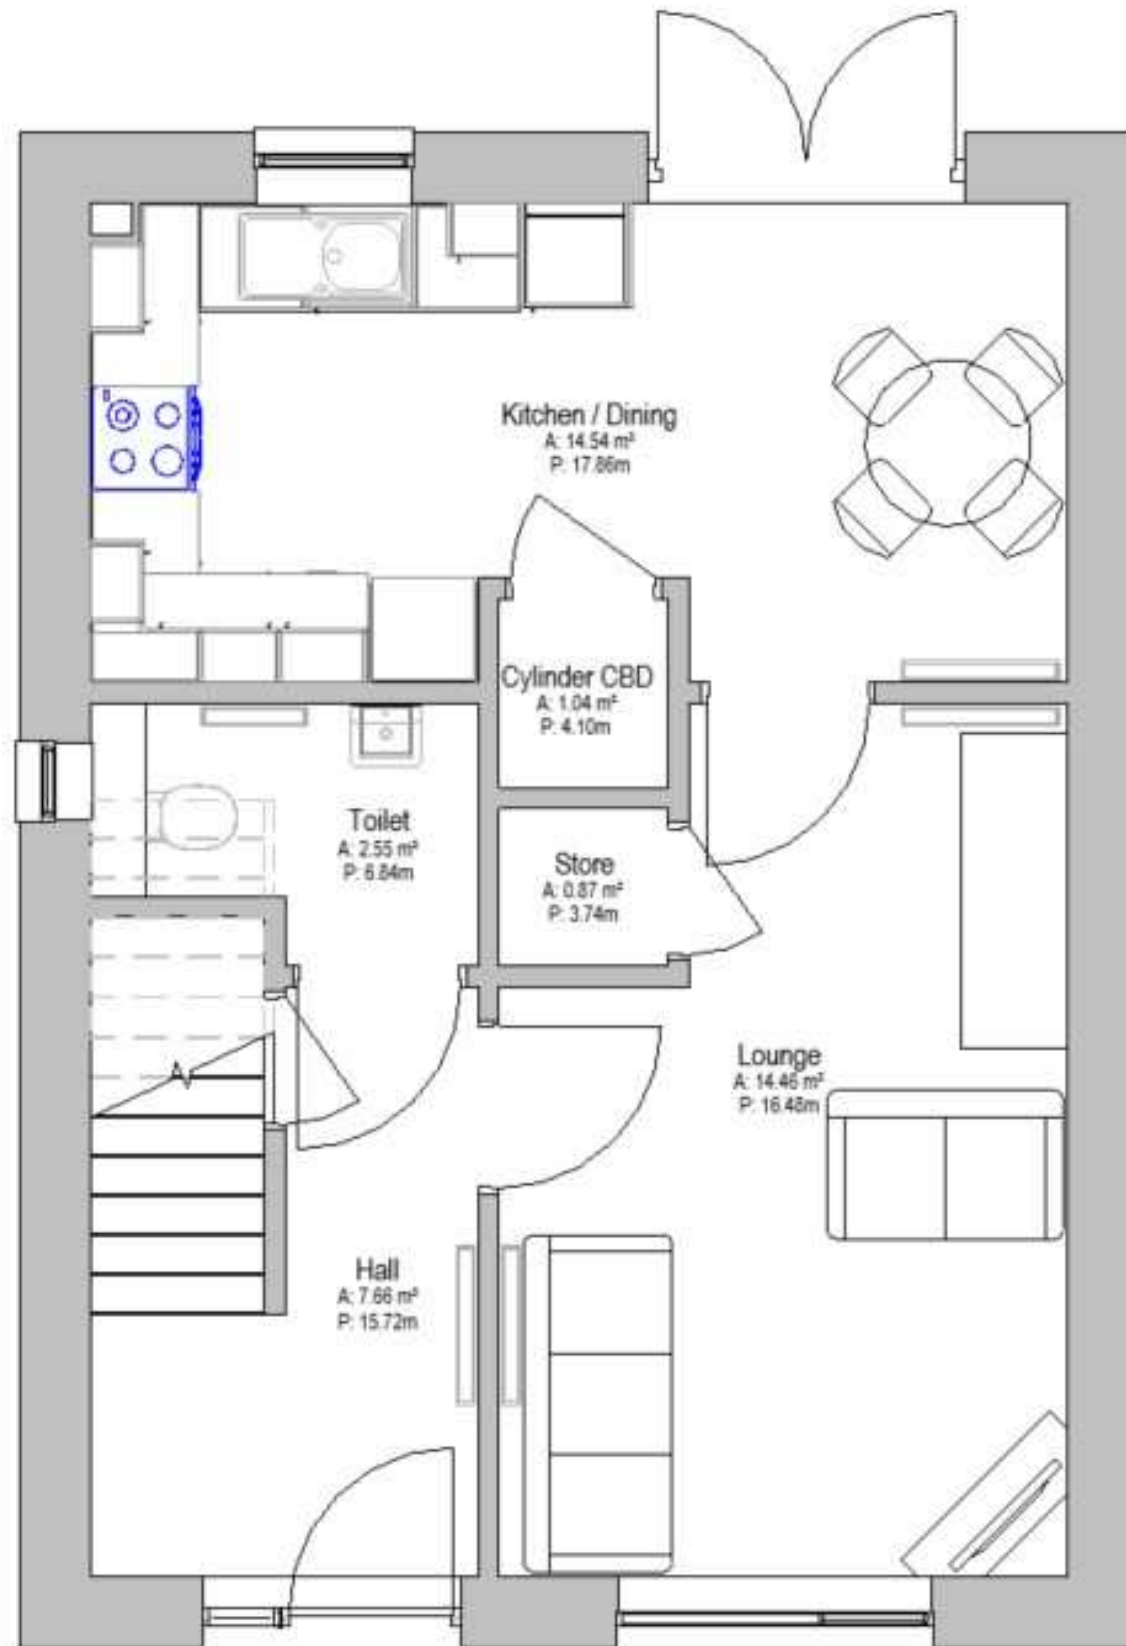 Kitchen / Dining
A: 14.54 m²
P: 17.86m
Cylinder CBD
A: 1.04 m²
P: 4.10m
Toilet
A: 2.55 m²
P: 6.84m
Store
A: 0.87 m²
P: 3.74m
Lounge
A: 14.46 m²
P: 16.48m
Hall
A: 7.66 m²
P: 15.72m